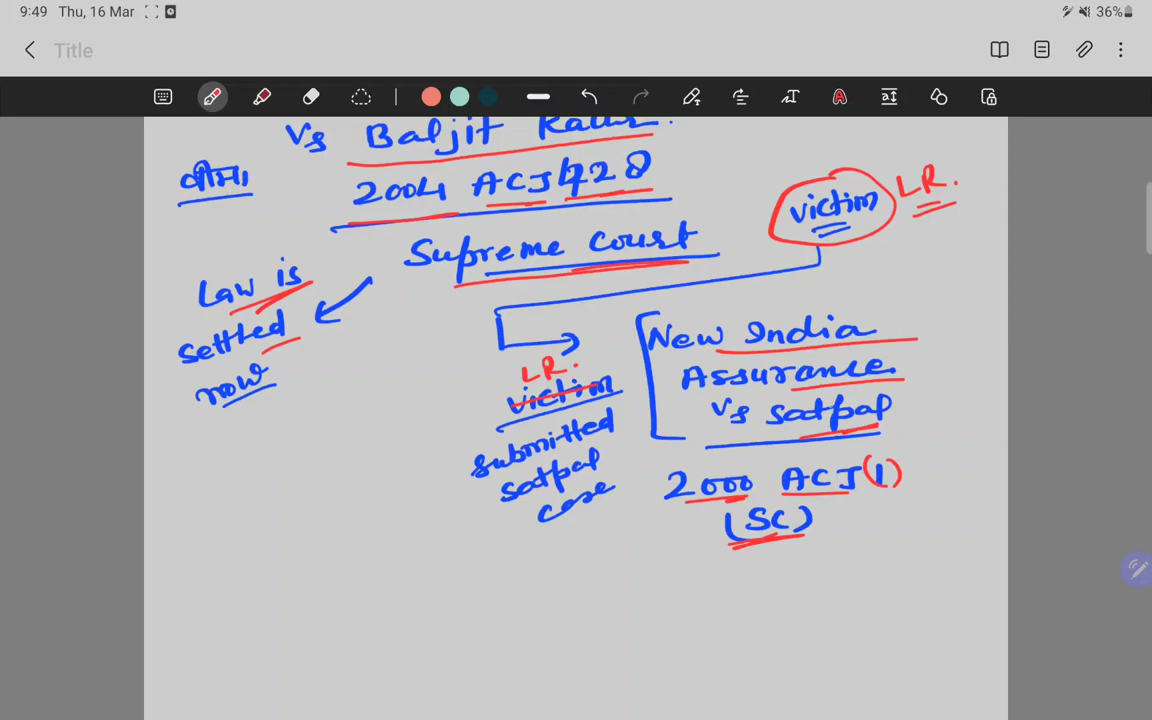 9:49 Thu, 16 Mar
36%
Title
Vs Baljit Kaur.
बीमा
2004 ACJ 428
Supreme Court
victim LR.
Law is
settled
now
LR.
victim
submitted
satpal
case
New India
Assurance.
Vs satpal
2000 ACJ (1)
(SC)